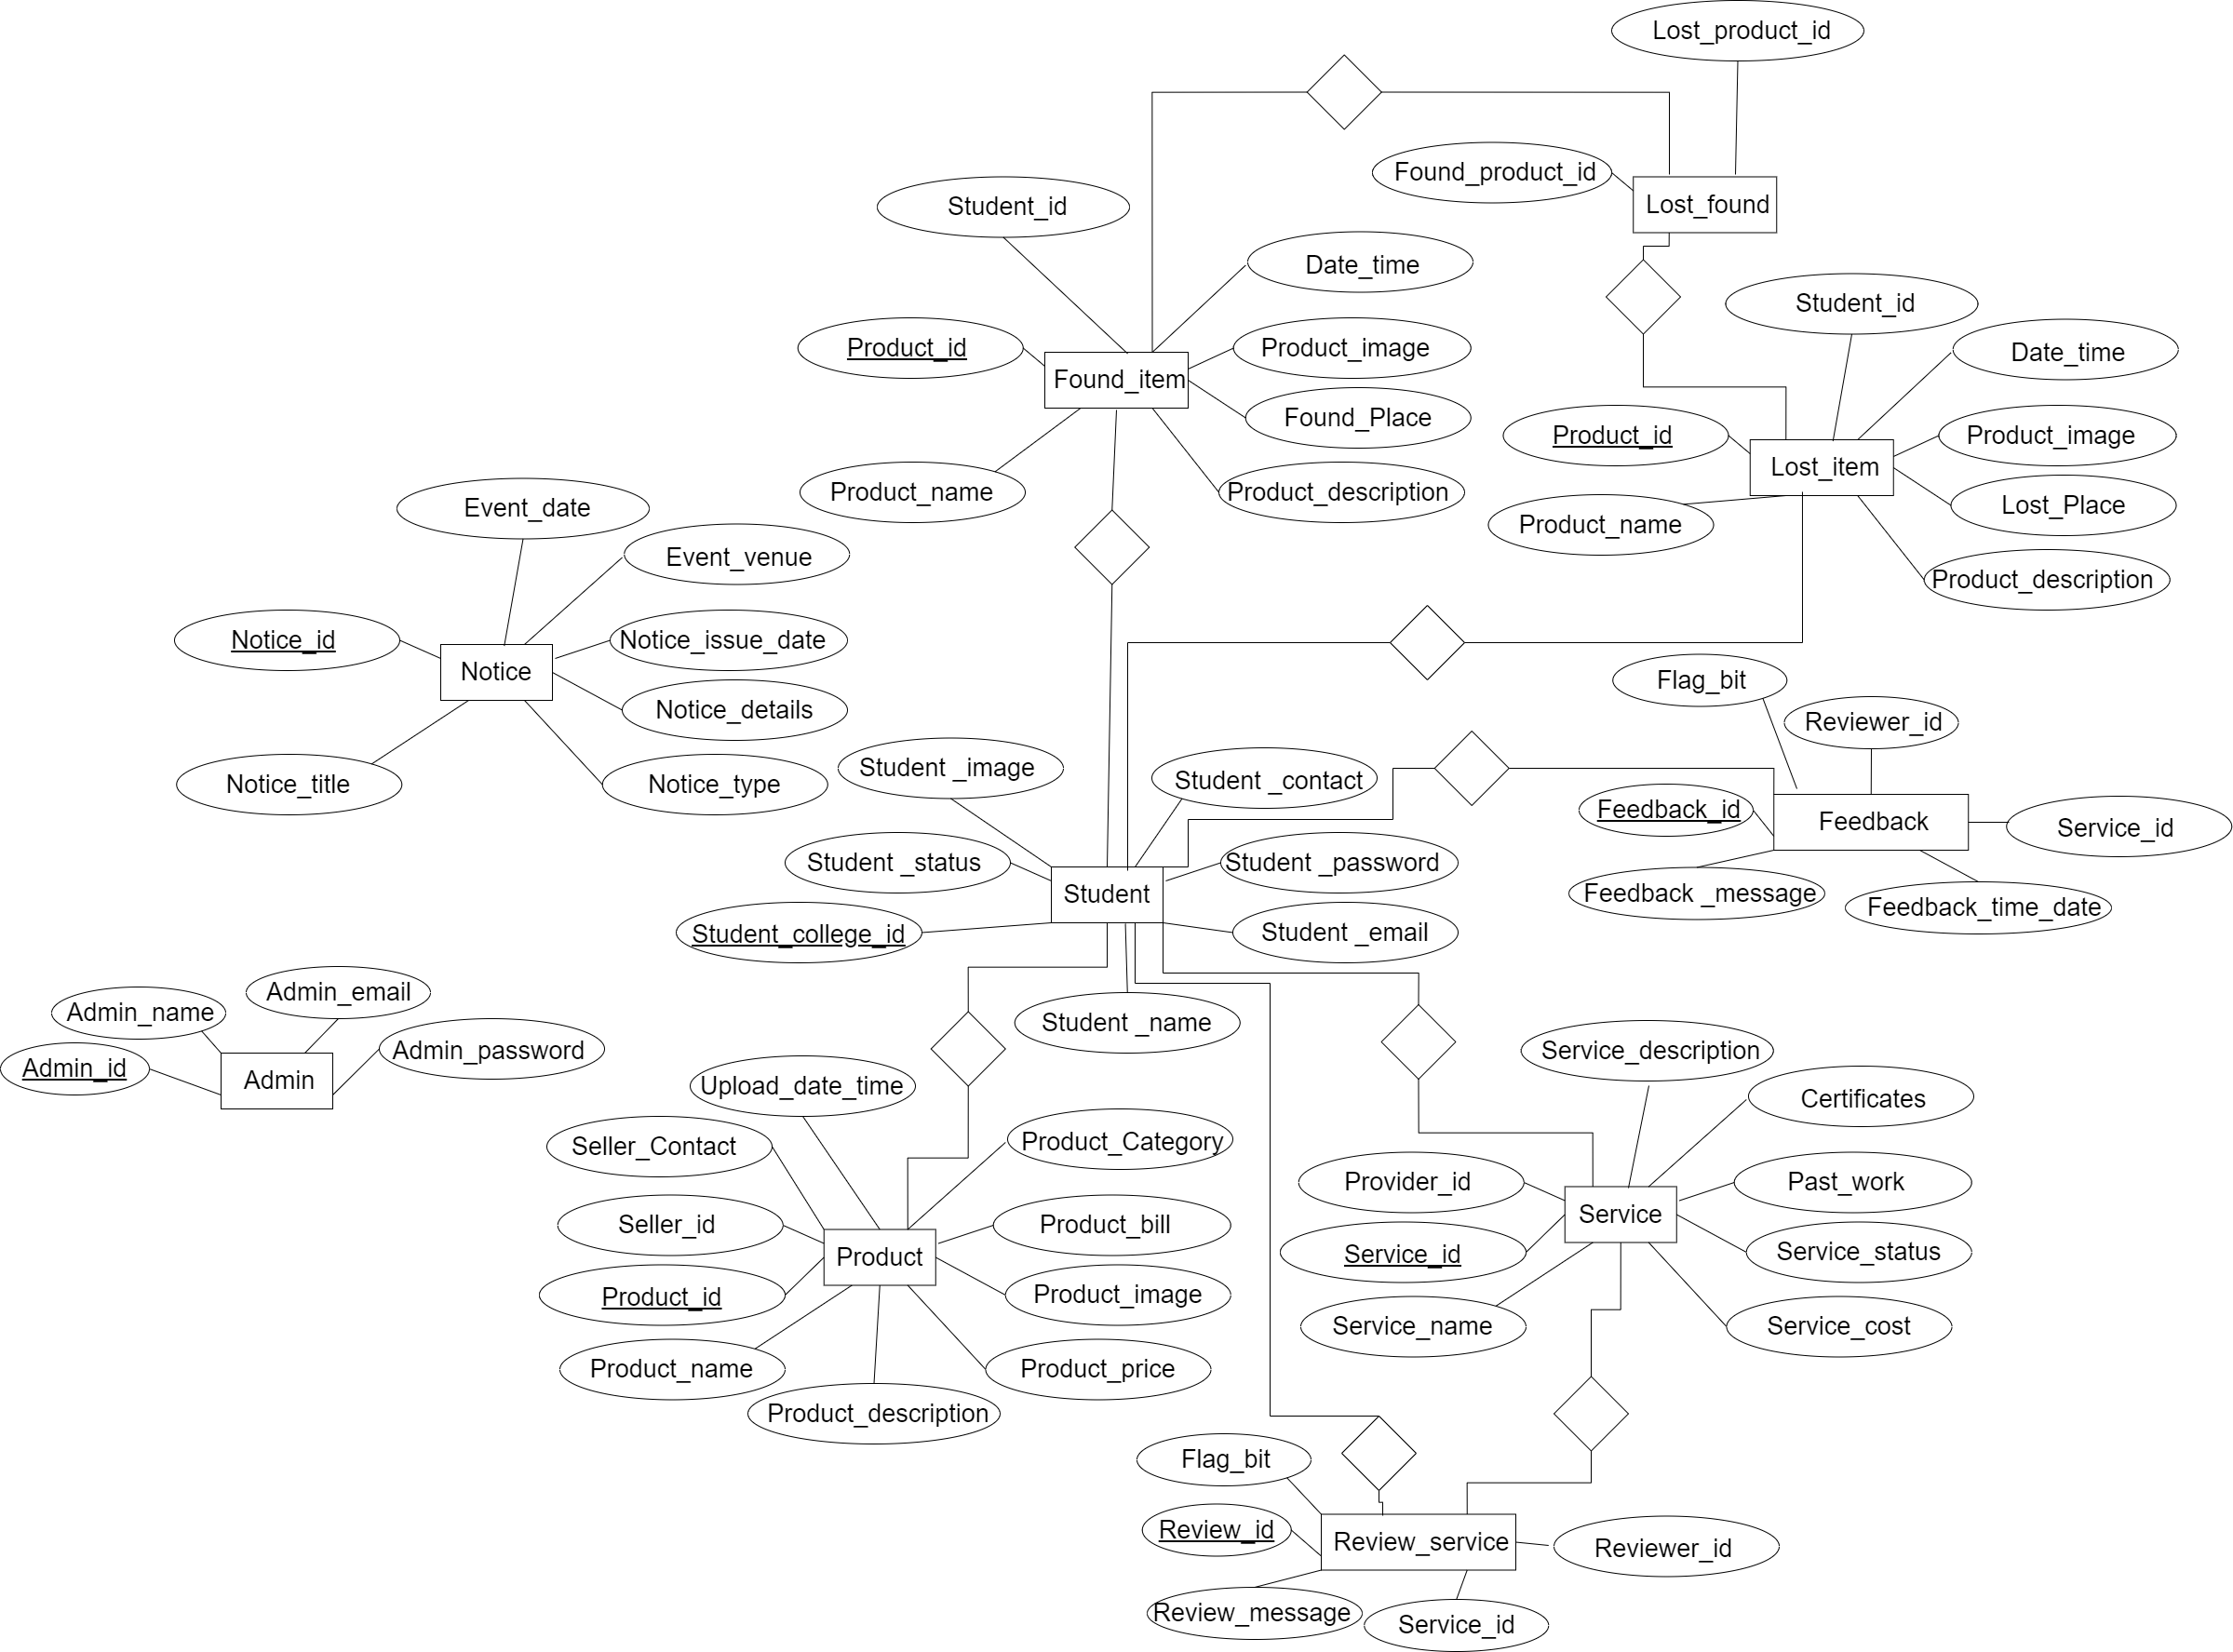 Lost_product_id
Found_product_id
Lost_found
Student_id
Date_time
Product_id
Product_image
Found_item
Found_Place
Product_name
Product_description
Student_id
Date_time
Product_id
Product_image
Lost_item
Lost_Place
Product_name
Product_description
Event_date
Event_venue
Notice_id
Notice_issue_date
Notice
Notice_details
Notice_title
Notice_type
Flag_bit
Reviewer_id
Feedback_id
Feedback
Service_id
Feedback _message
Feedback_time_date
Student _image
Student _contact
Student _status
Student _password
Student
Student_college_id
Student _email
Student _name
Admin_name
Admin_email
Admin_id
Admin_password
Admin
Upload_date_time
Seller_Contact
Product_Category
Seller_id
Product_bill
Product
Product_id
Product_image
Product_name
Product_price
Product_description
Service_description
Certificates
Provider_id
Past_work
Service
Service_id
Service_status
Service_name
Service_cost
Flag_bit
Review_id
Review_service
Reviewer_id
Review_message
Service_id